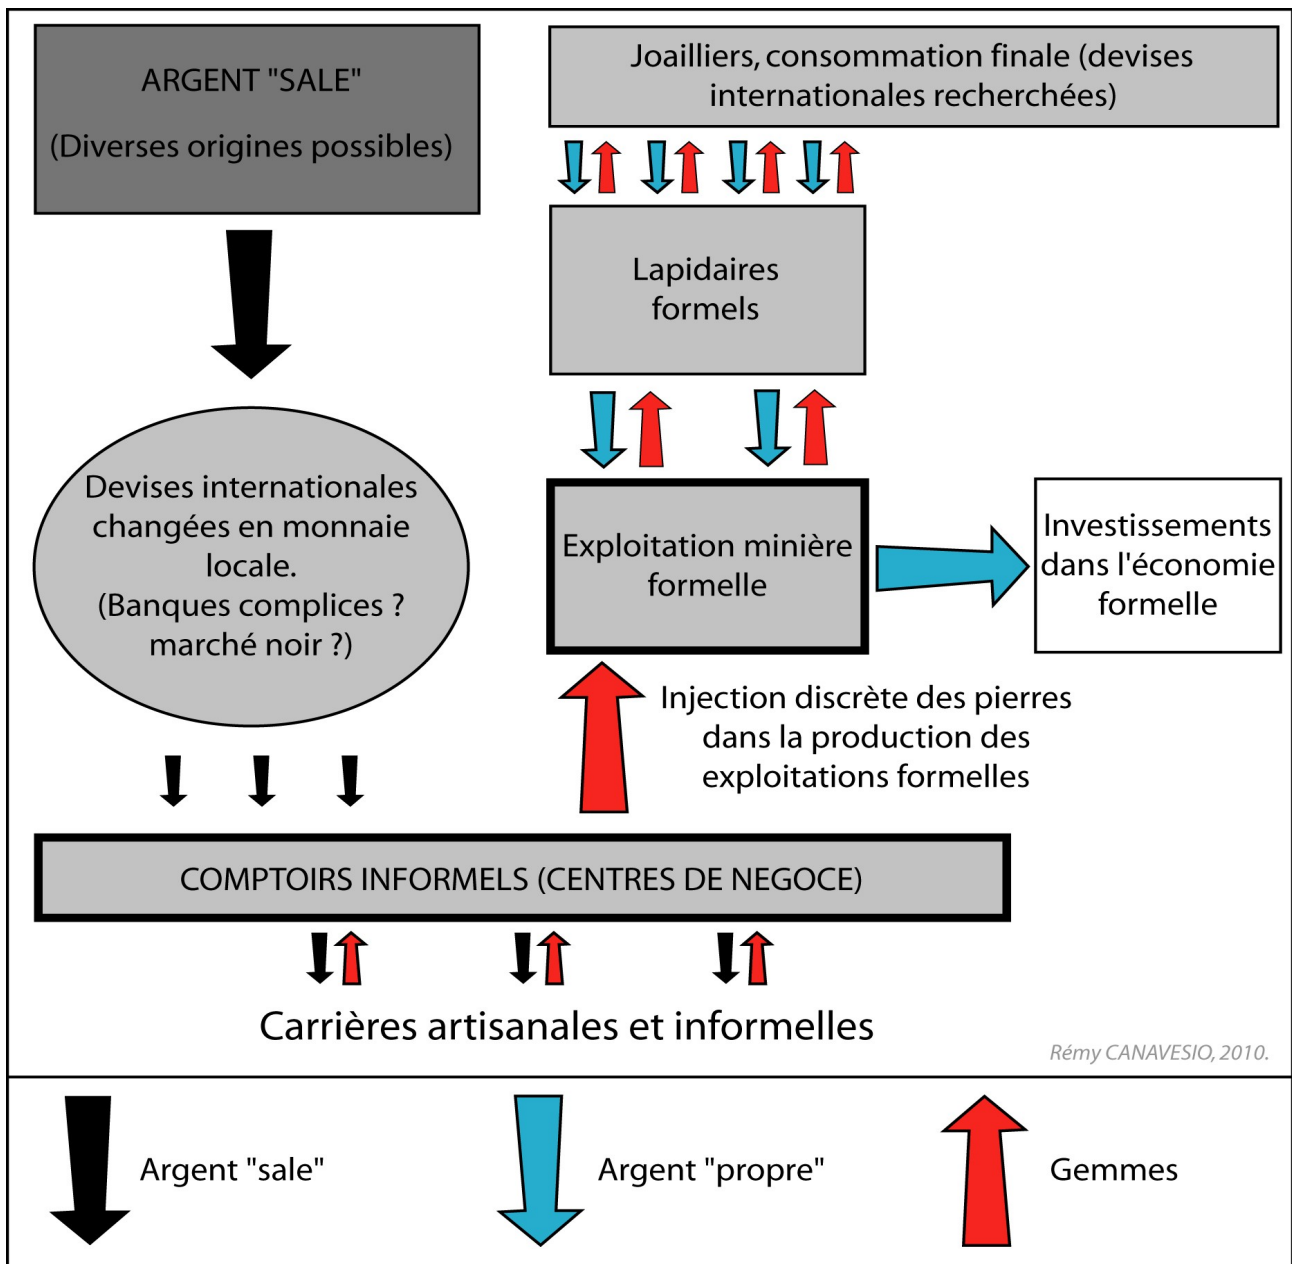 ARGENT "SALE"
(Diverses origines possibles)
Joailliers, consommation finale (devises
internationales recherchées)
Lapidaires
formels
Devises internationales
changées en monnaie
locale.
(Banques complices ?
marché noir ?)
Exploitation minière
formelle
Investissements
dans l'économie
formelle
Injection discrète des pierres
dans la production des
exploitations formelles
COMPTOIRS INFORMELS (CENTRES DE NEGOCE)
Carrières artisanales et informelles
Rémy CANAVESIO, 2010.
Argent "sale"
Argent "propre"
Gemmes